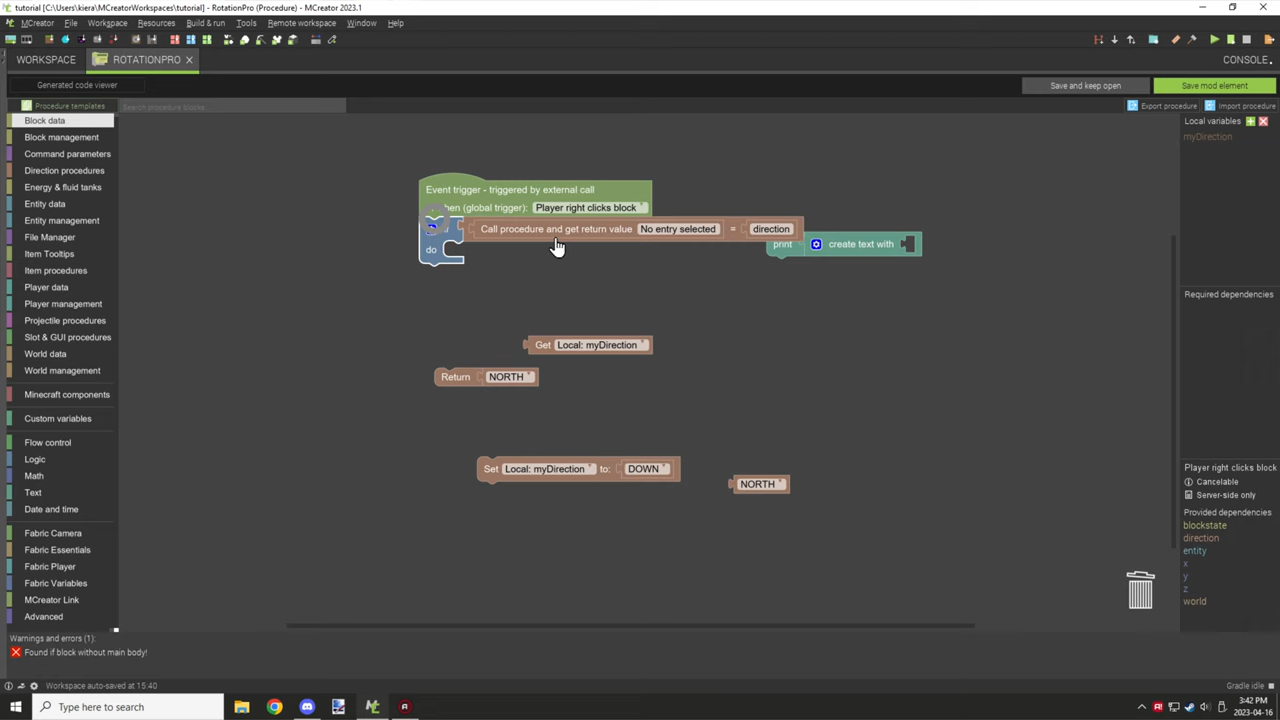 tutorial [C:\Users\kiera\MCreatorWorkspaces\tutorial] - RotationPro (Procedure) - MCreator 2023.1
MCreator File Workspace Resources Build & run Tools Remote workspace Window Help
WORKSPACE ROTATIONPRO CONSOLE
Generated code viewer Save and keep open Save mod element
Procedure templates Search procedure blocks Export procedure Import procedure
Block data
Block management
Command parameters
Direction procedures
Energy & fluid tanks
Entity data
Entity management
File Manager
Item Tooltips
Item procedures
Player data
Player management
Projectile procedures
Slot & GUI procedures
World data
World management
Minecraft components
Custom variables
Flow control
Logic
Math
Text
Date and time
Fabric Camera
Fabric Essentials
Fabric Player
Fabric Variables
MCreator Link
Advanced
Event trigger - triggered by external call
(global trigger): Player right clicks block
Call procedure and get return value No entry selected = direction
do
print create text with
Get Local: myDirection
Return NORTH
Set Local: myDirection to: DOWN
NORTH
Local variables
myDirection
Required dependencies
Player right clicks block
Cancelable
Server-side only
Provided dependencies:
blockstate
direction
entity
x
y
z
world
Warnings and errors (1):
Found if block without main body!
Workspace auto-saved at 15:40 Gradle idle
Type here to search
3:42 PM
2023-04-16